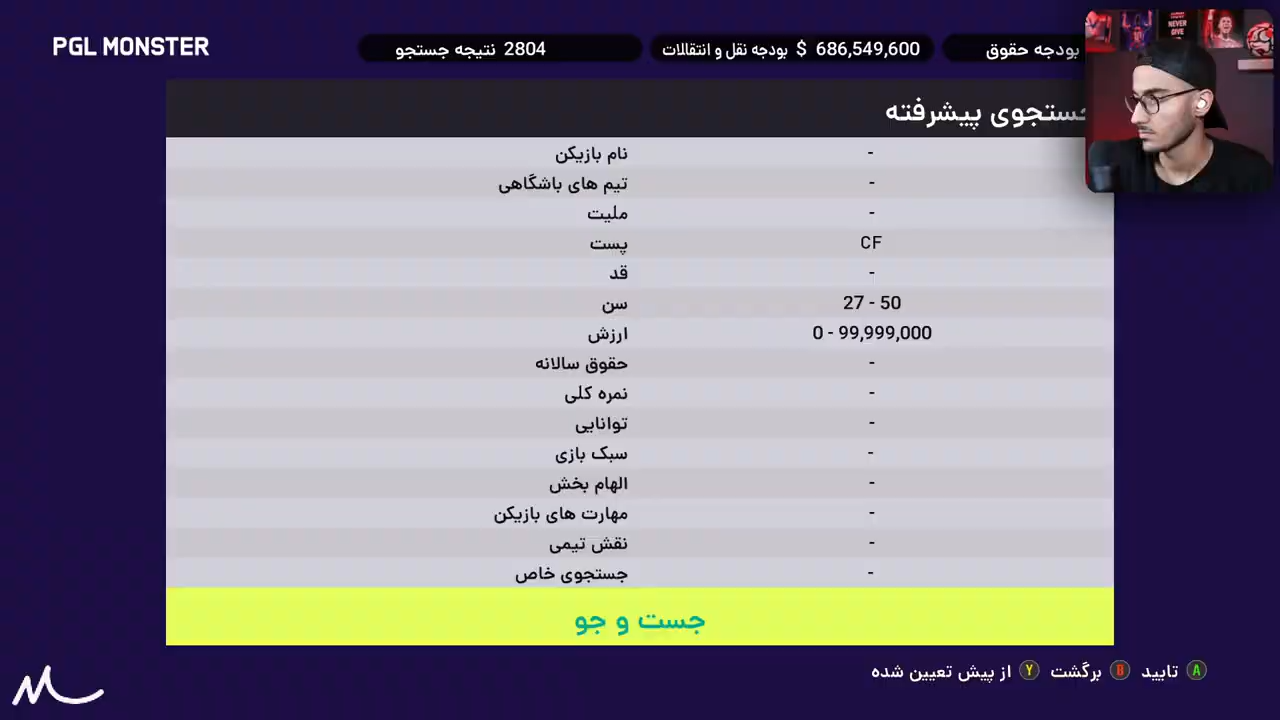 PGL MONSTER
2804 نتیجه جستجو
بودجه نقل و انتقالات $ 686,549,600
بودجه حقوق
جستجوی پیشرفته
نام بازیکن -
تیم های باشگاهی -
ملیت -
پست CF
قد -
سن 27 - 50
ارزش 0 - 99,999,000
حقوق سالانه -
نمره کلی -
توانایی -
سبک بازی -
الهام بخش -
مهارت های بازیکن -
نقش تیمی -
جستجوی خاص -
جست و جو
A تایید B برگشت Y از پیش تعیین شده
NEVER
GIVE